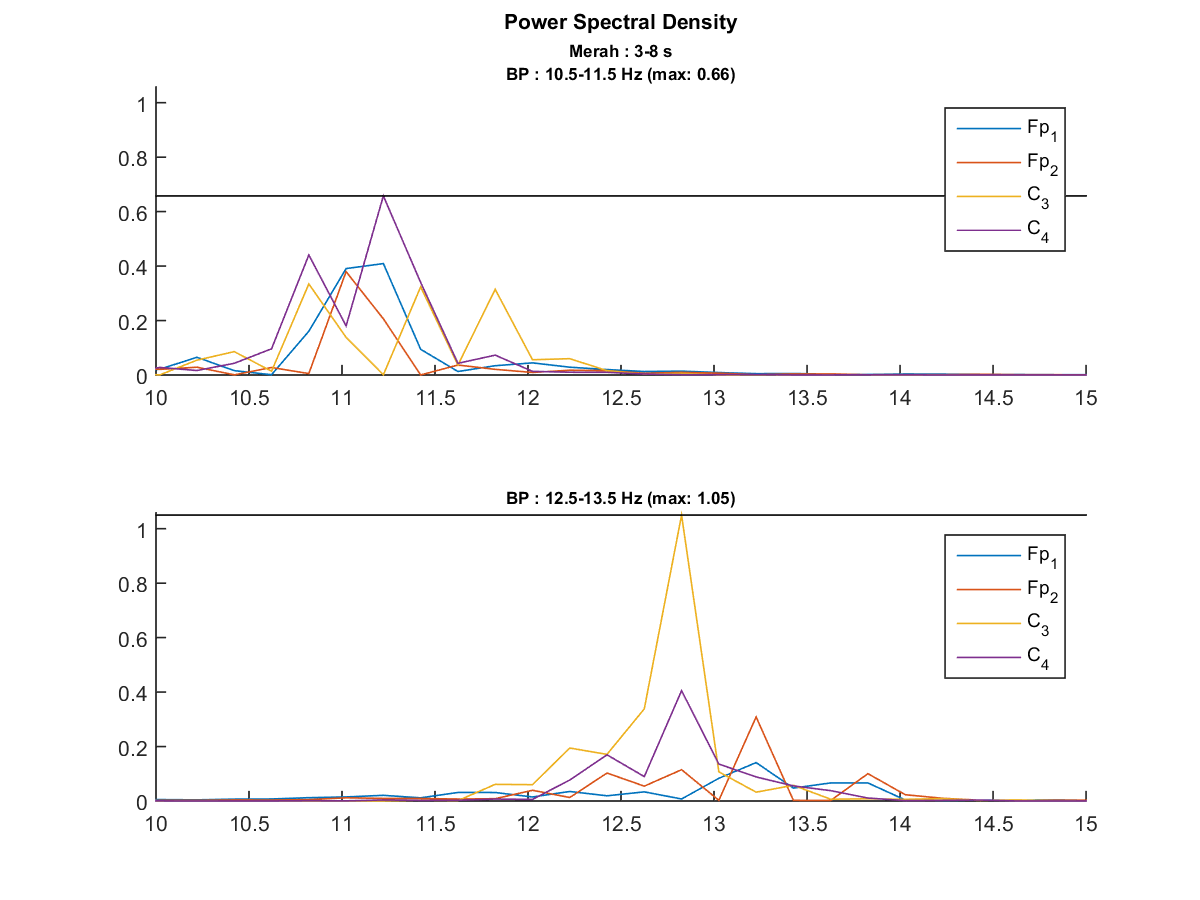 Power Spectral Density
Merah : 3-8 s
BP : 10.5-11.5 Hz (max: 0.66)
1
0.8
0.6
0.4
0.2
0
10 10.5 11 11.5 12 12.5 13 13.5 14 14.5 15
Fp1
Fp2
C3
C4
BP : 12.5-13.5 Hz (max: 1.05)
1
0.8
0.6
0.4
0.2
0
10 10.5 11 11.5 12 12.5 13 13.5 14 14.5 15
Fp1
Fp2
C3
C4